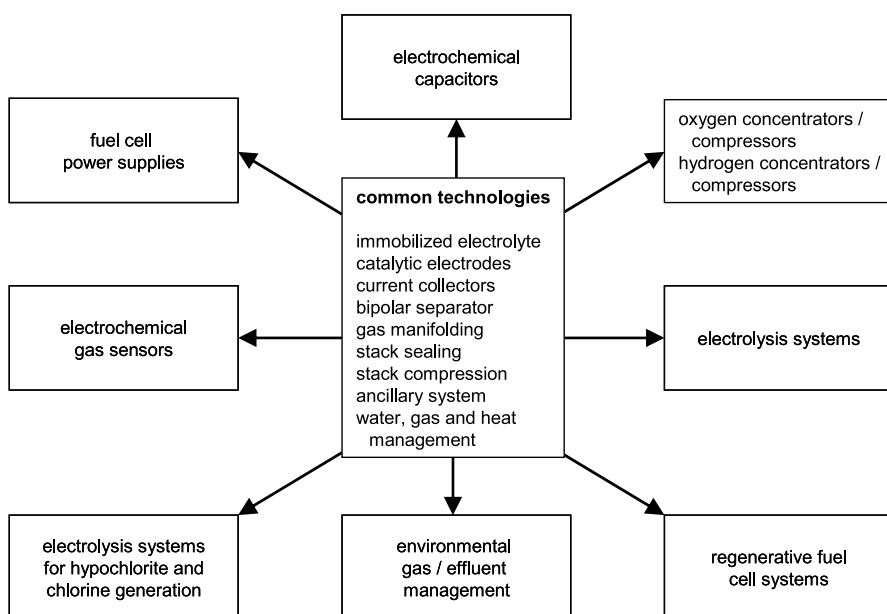 electrochemical
capacitors
fuel cell
power supplies
oxygen concentrators /
compressors
hydrogen concentrators /
compressors
common technologies
immobilized electrolyte
catalytic electrodes
current collectors
bipolar separator
gas manifolding
stack sealing
stack compression
ancillary system
water, gas and heat
management
electrochemical
gas sensors
electrolysis systems
electrolysis systems
for hypochlorite and
chlorine generation
environmental
gas / effluent
management
regenerative fuel
cell systems